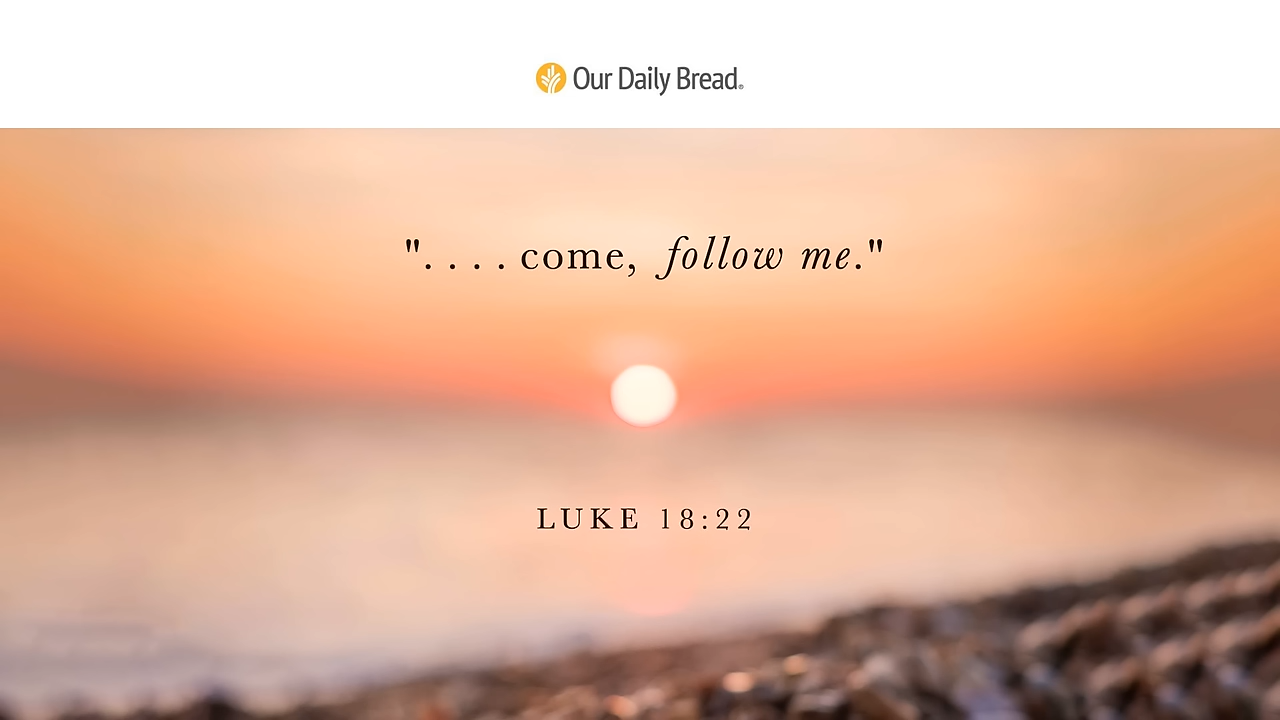 Our Daily Bread®
". . . . come, follow me."
LUKE 18:22